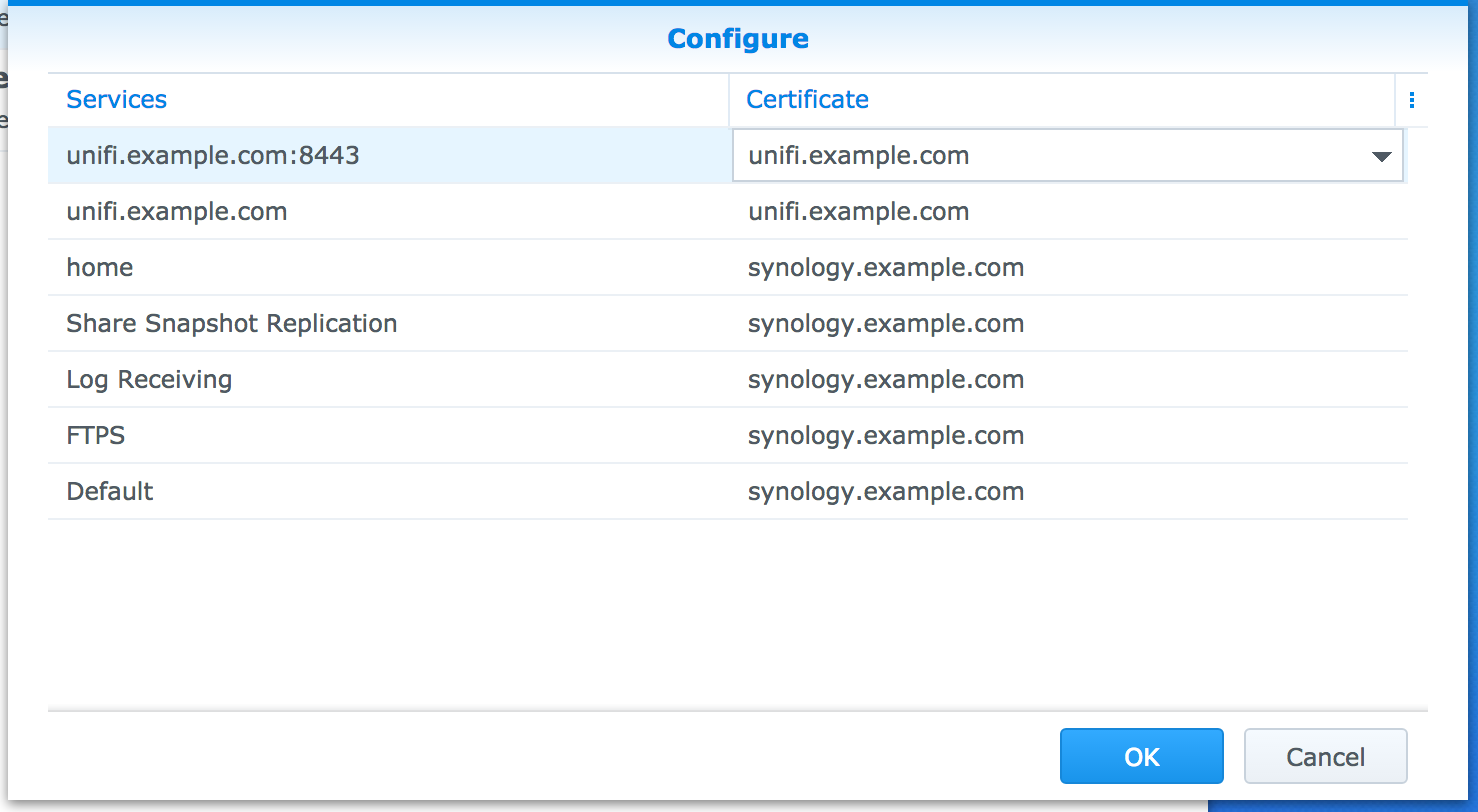 Configure
Services Certificate
unifi.example.com:8443 unifi.example.com
unifi.example.com unifi.example.com
home synology.example.com
Share Snapshot Replication synology.example.com
Log Receiving synology.example.com
FTPS synology.example.com
Default synology.example.com
OK Cancel